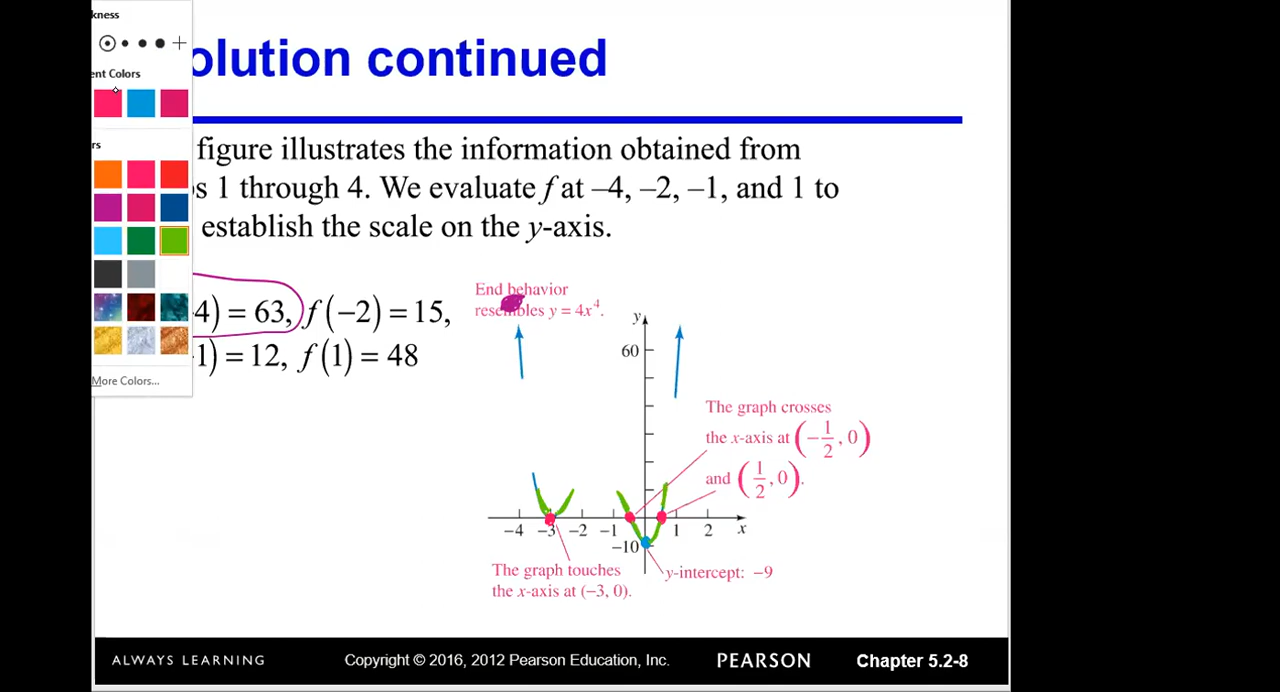 kness
olution continued
ent Colors
rs
figure illustrates the information obtained from
s 1 through 4. We evaluate f at –4, –2, –1, and 1 to
establish the scale on the y-axis.
4) = 63, f(−2) = 15,
1) = 12, f(1) = 48
More Colors...
End behavior
resembles y = 4x⁴.
y
60
The graph crosses
the x-axis at (−1/2, 0)
and (1/2, 0).
−4 −3 −2 −1 1 2 x
−10
The graph touches
the x-axis at (−3, 0).
y-intercept: −9
ALWAYS LEARNING Copyright © 2016, 2012 Pearson Education, Inc. PEARSON Chapter 5.2-8